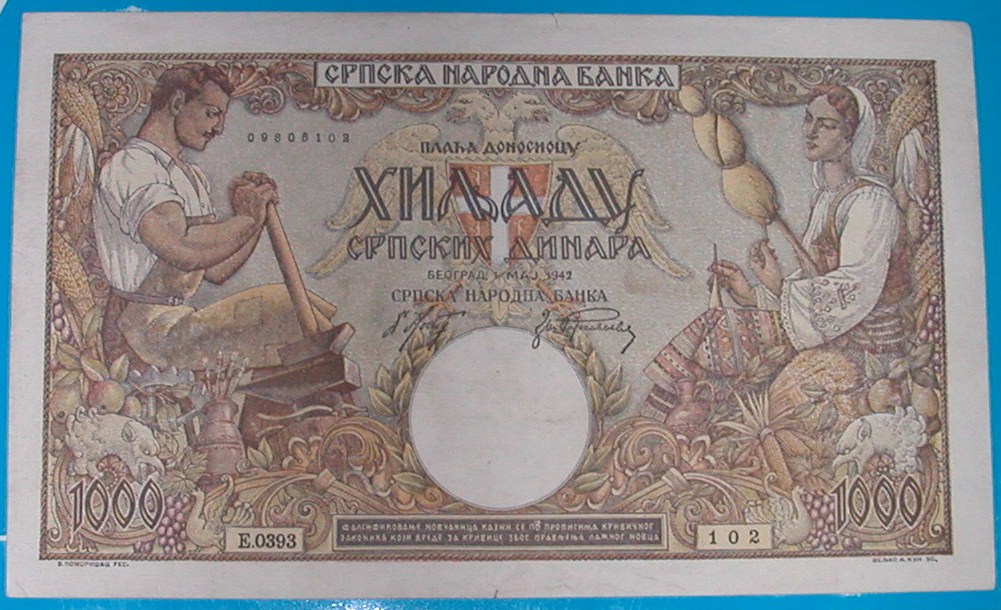 СРПСКА НАРОДНА БАНКА
09806102
ПЛАЋА ДОНОСИОЦУ
ХИЉАДУ
СРПСКИХ ДИНАРА
БЕОГРАД, 1 МАЈ 1942
СРПСКА НАРОДНА БАНКА
1000
1000
E.0393
ФАЛСИФИКОВАЊЕ НОВЧАНИЦА КАЗНИ СЕ ПО ПРОПИСИМА КРИВИЧНОГ
ЗАКОНИКА КОЈИ ВРЕДЕ ЗА КРИВИЦЕ ЗБОГ ПРАВЉЕЊА ЛАЖНОГ НОВЦА
102